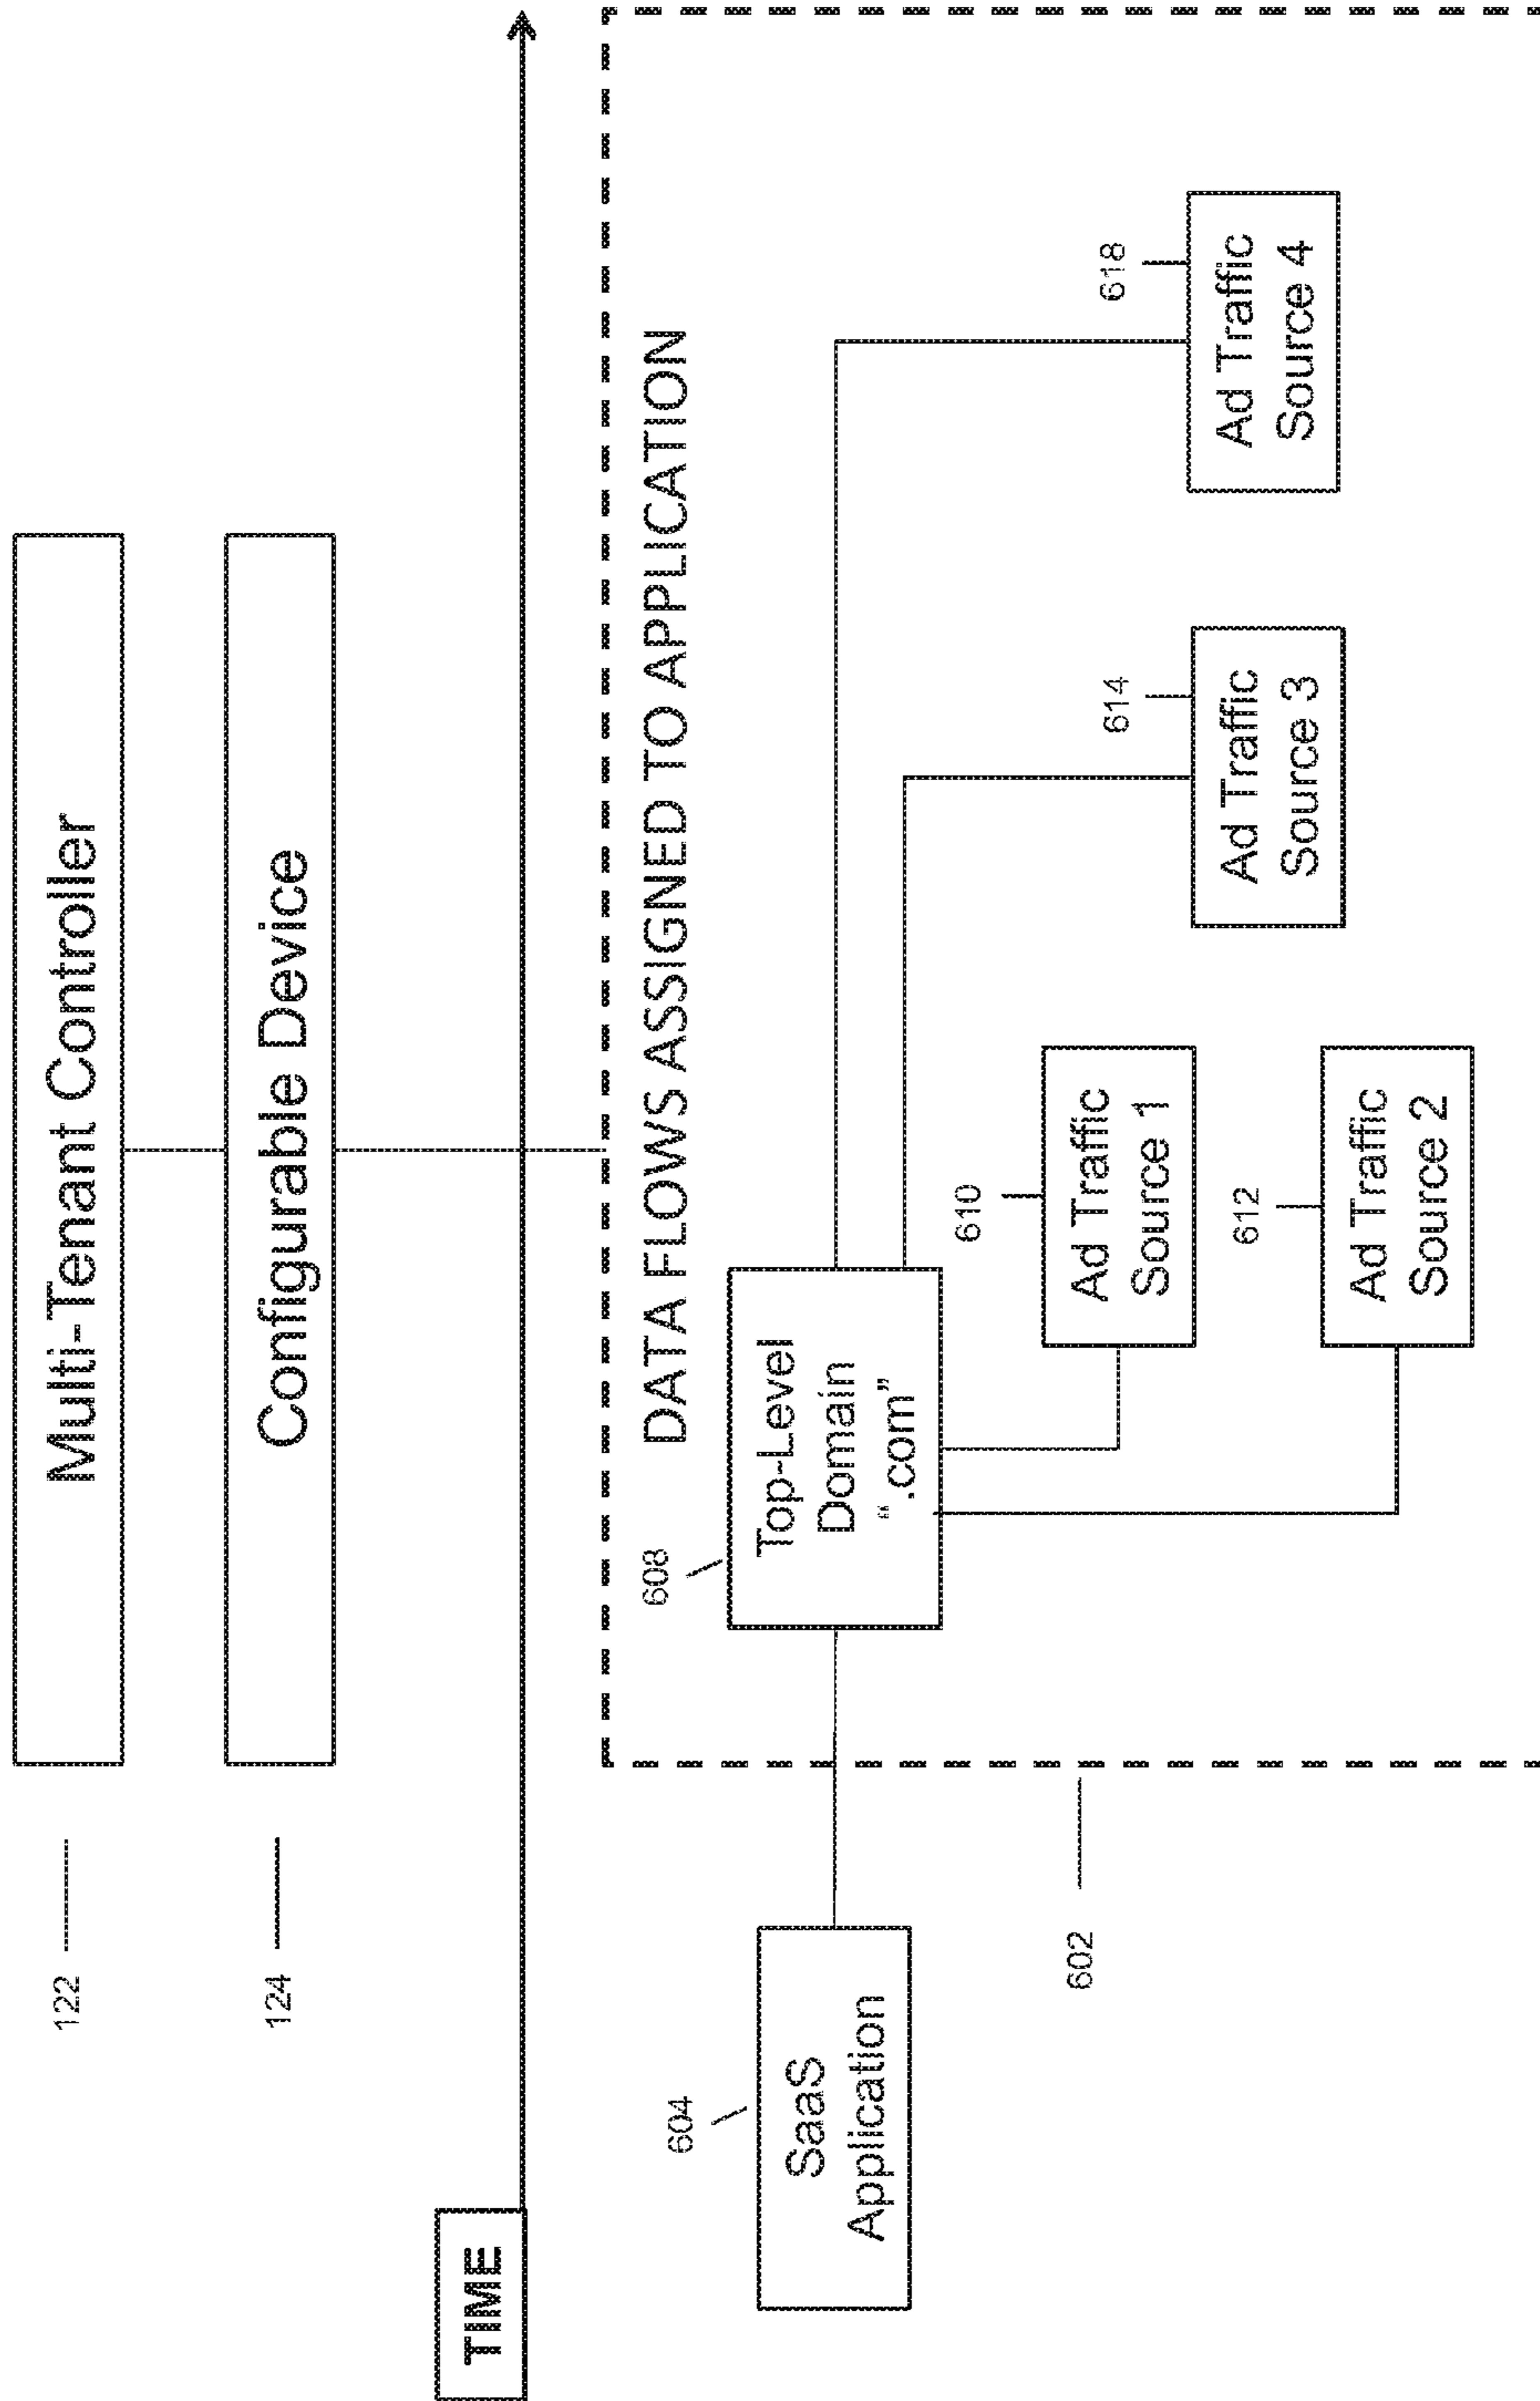 122
Multi-Tenant Controller
124
Configurable Device
TIME
DATA FLOWS ASSIGNED TO APPLICATION
604
SaaS
Application
602
608
Top-Level
Domain
“.com”
610
Ad Traffic
Source 1
612
Ad Traffic
Source 2
614
Ad Traffic
Source 3
618
Ad Traffic
Source 4